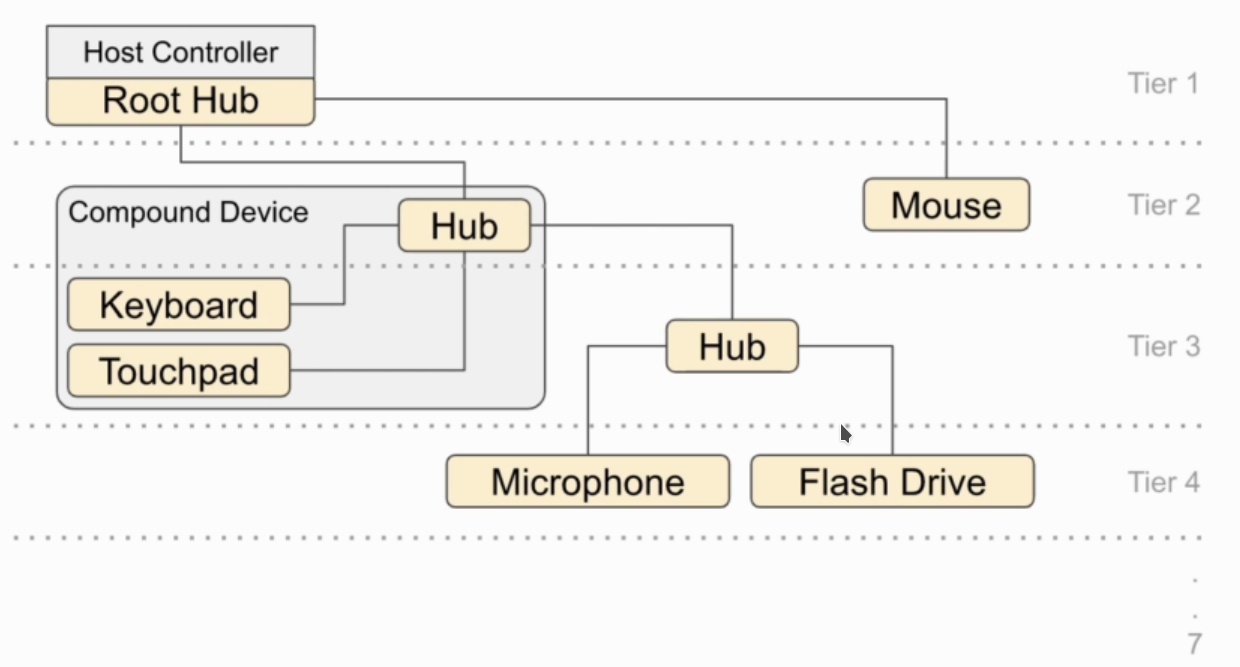 Host Controller
Root Hub
Tier 1
Compound Device
Hub
Mouse
Tier 2
Keyboard
Touchpad
Hub
Tier 3
Microphone
Flash Drive
Tier 4
.
.
7